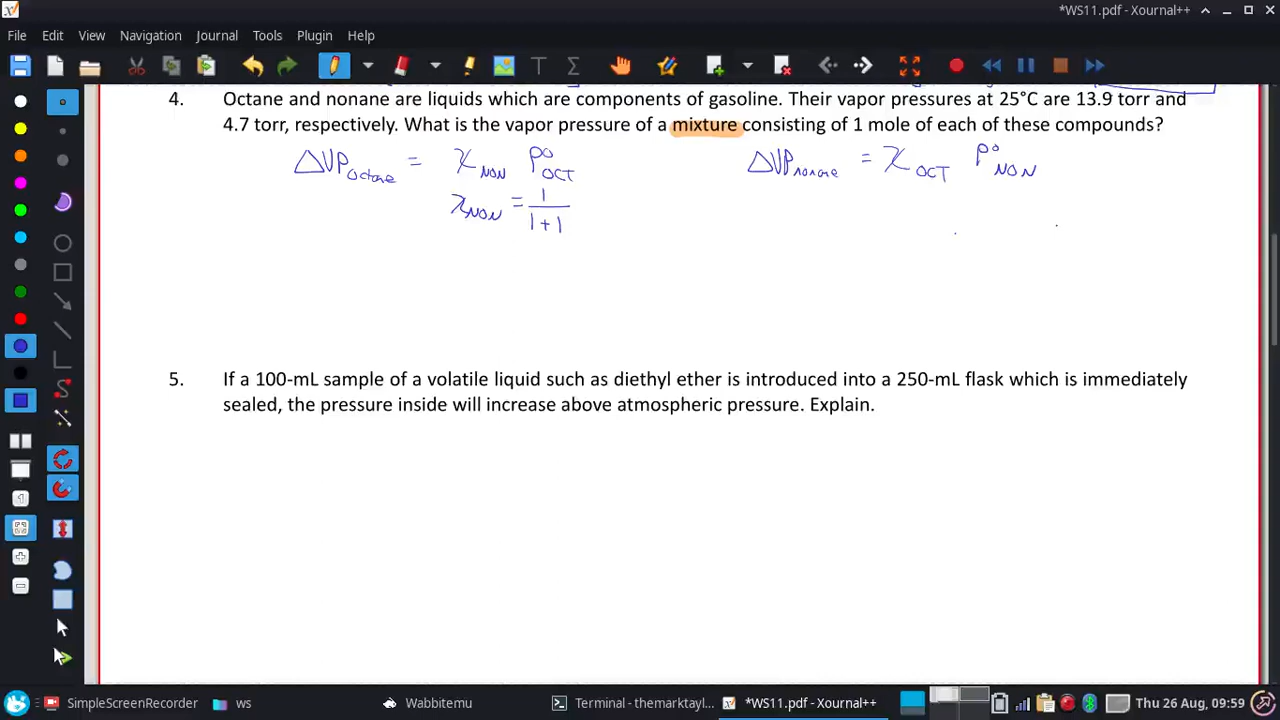 *WS11.pdf - Xournal++
File Edit View Navigation Journal Tools Plugin Help
4. Octane and nonane are liquids which are components of gasoline. Their vapor pressures at 25°C are 13.9 torr and
4.7 torr, respectively. What is the vapor pressure of a mixture consisting of 1 mole of each of these compounds?
ΔVP_octane = χ_NON P°_OCT
ΔVP_nonane = χ_OCT P°_NON
χ_NON = 1/(1+1)
5. If a 100-mL sample of a volatile liquid such as diethyl ether is introduced into a 250-mL flask which is immediately
sealed, the pressure inside will increase above atmospheric pressure. Explain.
SimpleScreenRecorder ws Wabbitemu Terminal - themarktayl... *WS11.pdf - Xournal++ Thu 26 Aug, 09:59